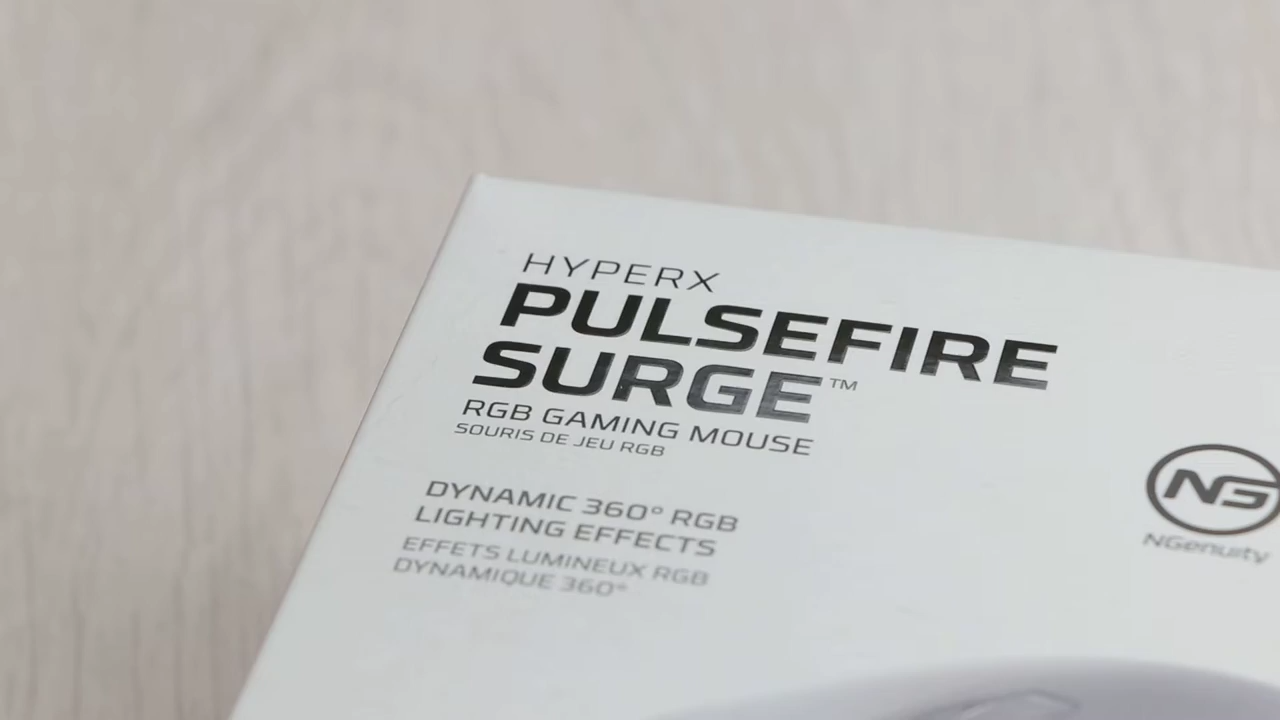 HYPERX
PULSEFIRE
SURGE™
RGB GAMING MOUSE
SOURIS DE JEU RGB
DYNAMIC 360° RGB
LIGHTING EFFECTS
EFFETS LUMINEUX RGB
DYNAMIQUE 360°
NG
NGenuity